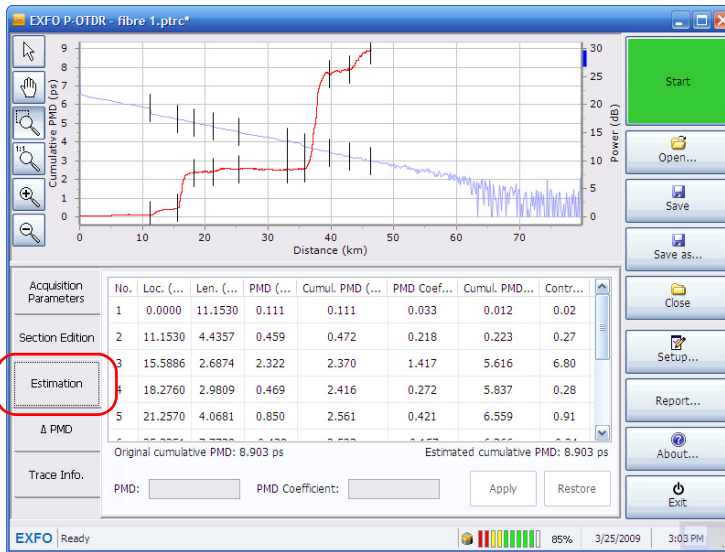 EXFO P-OTDR - fibre 1.ptrc*
Cumulative PMD (ps)
9
8
7
6
5
4
3
2
1
0
0 10 20 30 40 50 60 70
Distance (km)
30
25
20
15
10
5
0
Power (dB)
1:1
Start
Open...
Save
Save as...
Close
Setup...
Report...
About...
Exit
Acquisition
Parameters
Section Edition
Estimation
Δ PMD
Trace Info.
No. Loc. (... Len. (... PMD (... Cumul. PMD (... PMD Coef... Cumul. PMD... Contr...
1 0.0000 11.1530 0.111 0.111 0.033 0.012 0.02
2 11.1530 4.4357 0.459 0.472 0.218 0.223 0.27
3 15.5886 2.6874 2.322 2.370 1.417 5.616 6.80
4 18.2760 2.9809 0.469 2.416 0.272 5.837 0.28
5 21.2570 4.0681 0.850 2.561 0.421 6.559 0.91
Original cumulative PMD: 8.903 ps Estimated cumulative PMD: 8.903 ps
PMD: PMD Coefficient: Apply Restore
EXFO Ready 85% 3/25/2009 3:03 PM